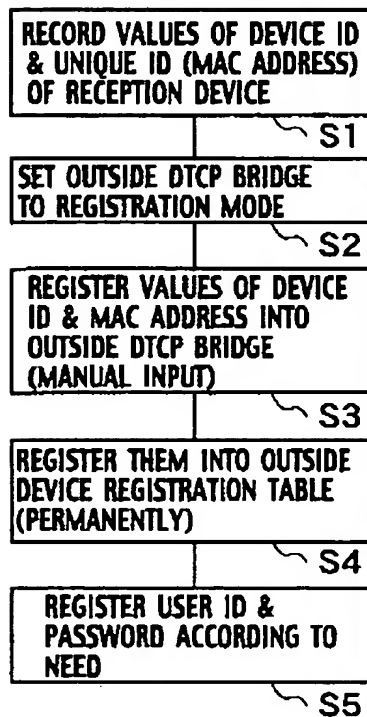 RECORD VALUES OF DEVICE ID
& UNIQUE ID (MAC ADDRESS)
OF RECEPTION DEVICE
S1
SET OUTSIDE DTCP BRIDGE
TO REGISTRATION MODE
S2
REGISTER VALUES OF DEVICE
ID & MAC ADDRESS INTO
OUTSIDE DTCP BRIDGE
(MANUAL INPUT)
S3
REGISTER THEM INTO OUTSIDE
DEVICE REGISTRATION TABLE
(PERMANENTLY)
S4
REGISTER USER ID &
PASSWORD ACCORDING TO
NEED
S5